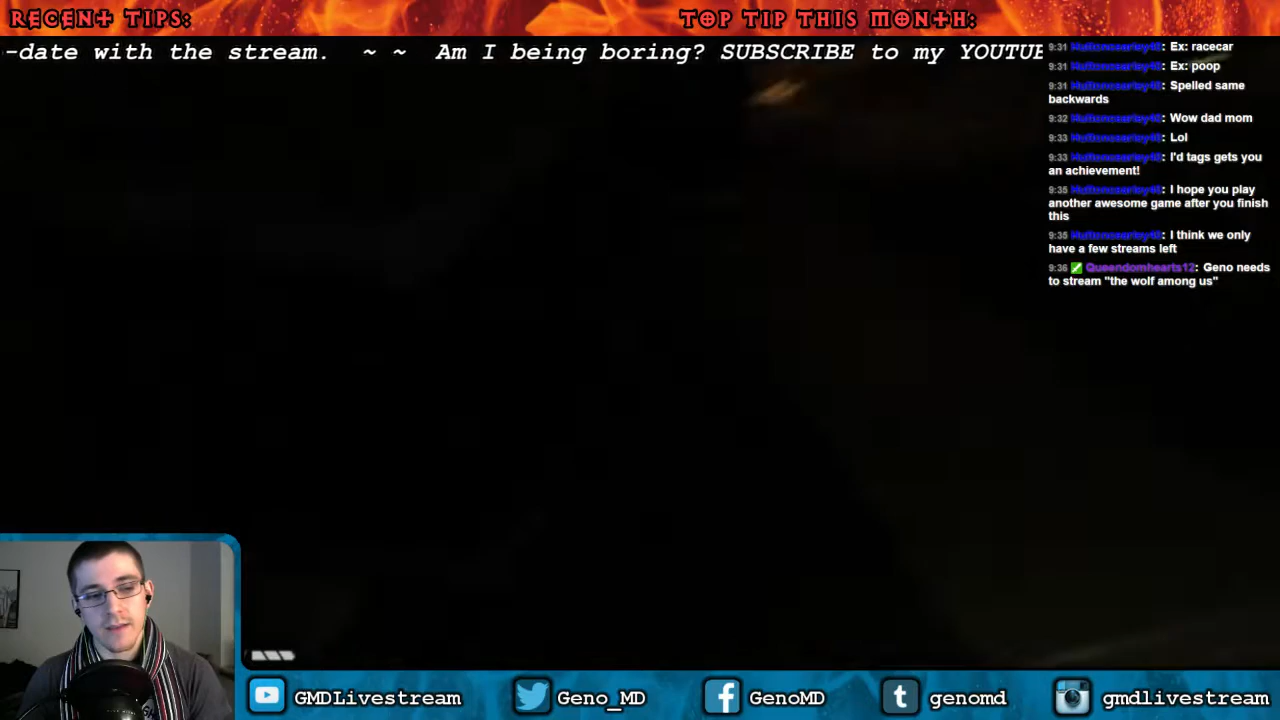 RECENT TIPS:
TOP TIP THIS MONTH:
-date with the stream. ~ ~ Am I being boring? SUBSCRIBE to my YOUTUBE
9:31 : Ex: racecar
9:31 : Ex: poop
9:31 : Spelled same
backwards
9:32 : Wow dad mom
9:33 : Lol
9:33 : I'd tags gets you
an achievement!
9:35 : I hope you play
another awesome game after you finish
this
9:35 : I think we only
have a few streams left
9:36 Queendomhearts12: Geno needs
to stream "the wolf among us"
GMDLivestream
Geno_MD
GenoMD
genomd
gmdlivestream